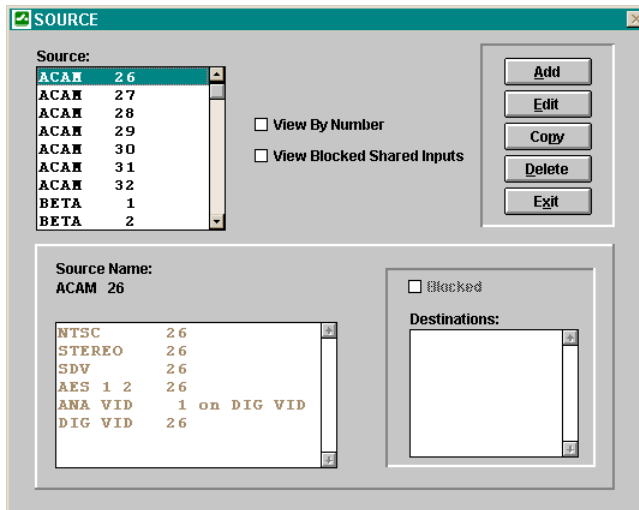 SOURCE
Source:
ACAM 26
ACAM 27
ACAM 28
ACAM 29
ACAM 30
ACAM 31
ACAM 32
BETA 1
BETA 2
View By Number
View Blocked Shared Inputs
Add
Edit
Copy
Delete
Exit
Source Name:
ACAM 26
NTSC 26
STEREO 26
SDV 26
AES 1 2 26
ANA VID 1 on DIG VID
DIG VID 26
Blocked
Destinations: